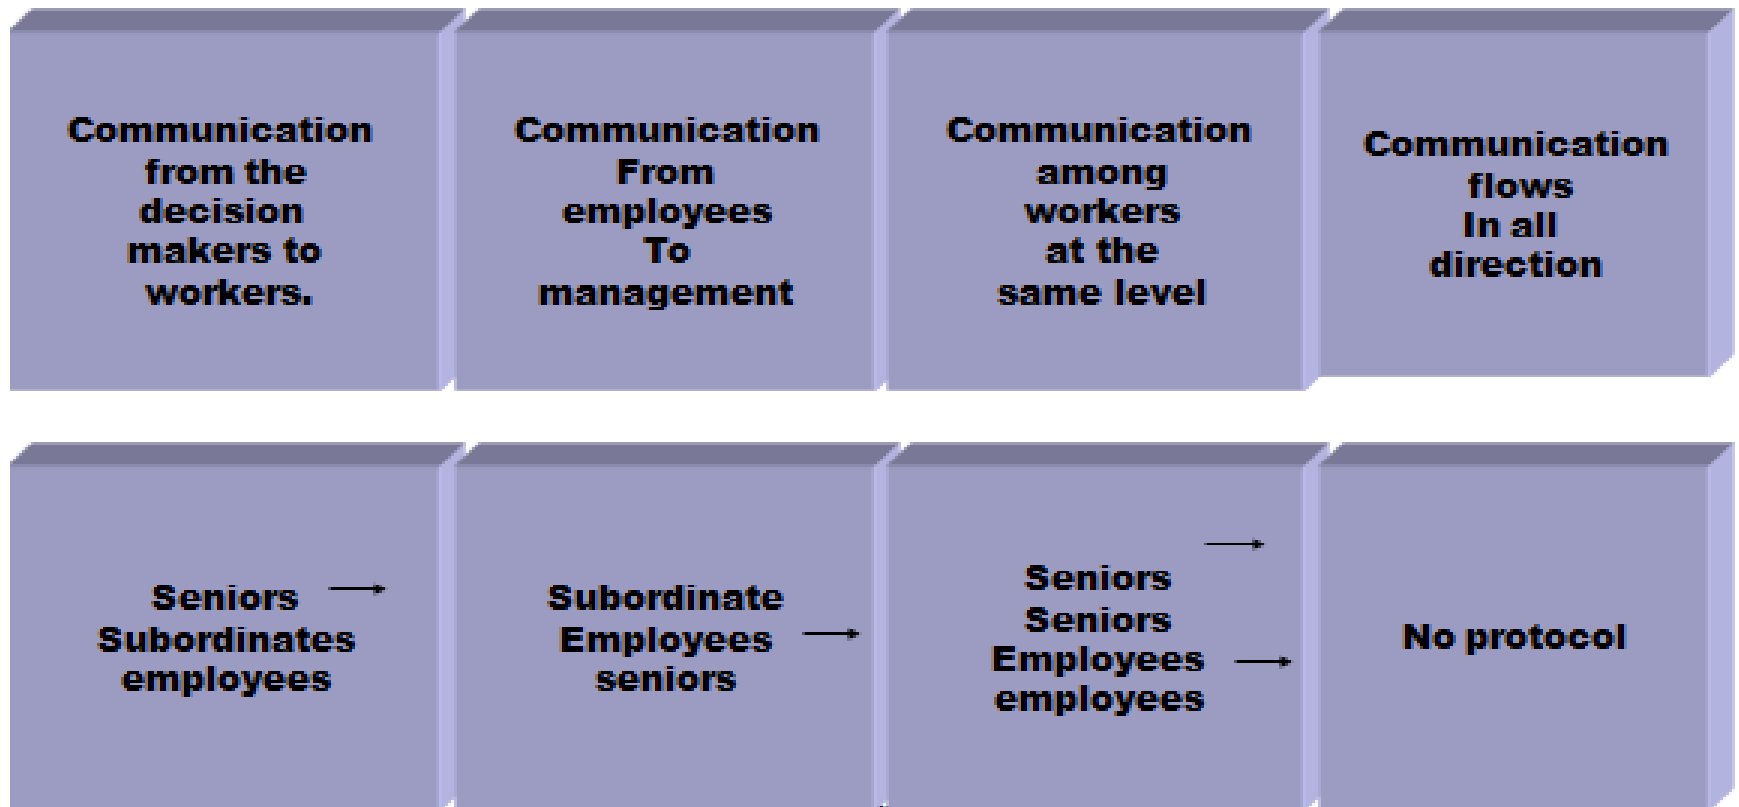 Communication
from the
decision
makers to
workers.
Communication
From
employees
To
management
Communication
among
workers
at the
same level
Communication
flows
In all
direction
Seniors
Subordinates
employees
Subordinate
Employees
seniors
Seniors
Seniors
Employees
employees
No protocol